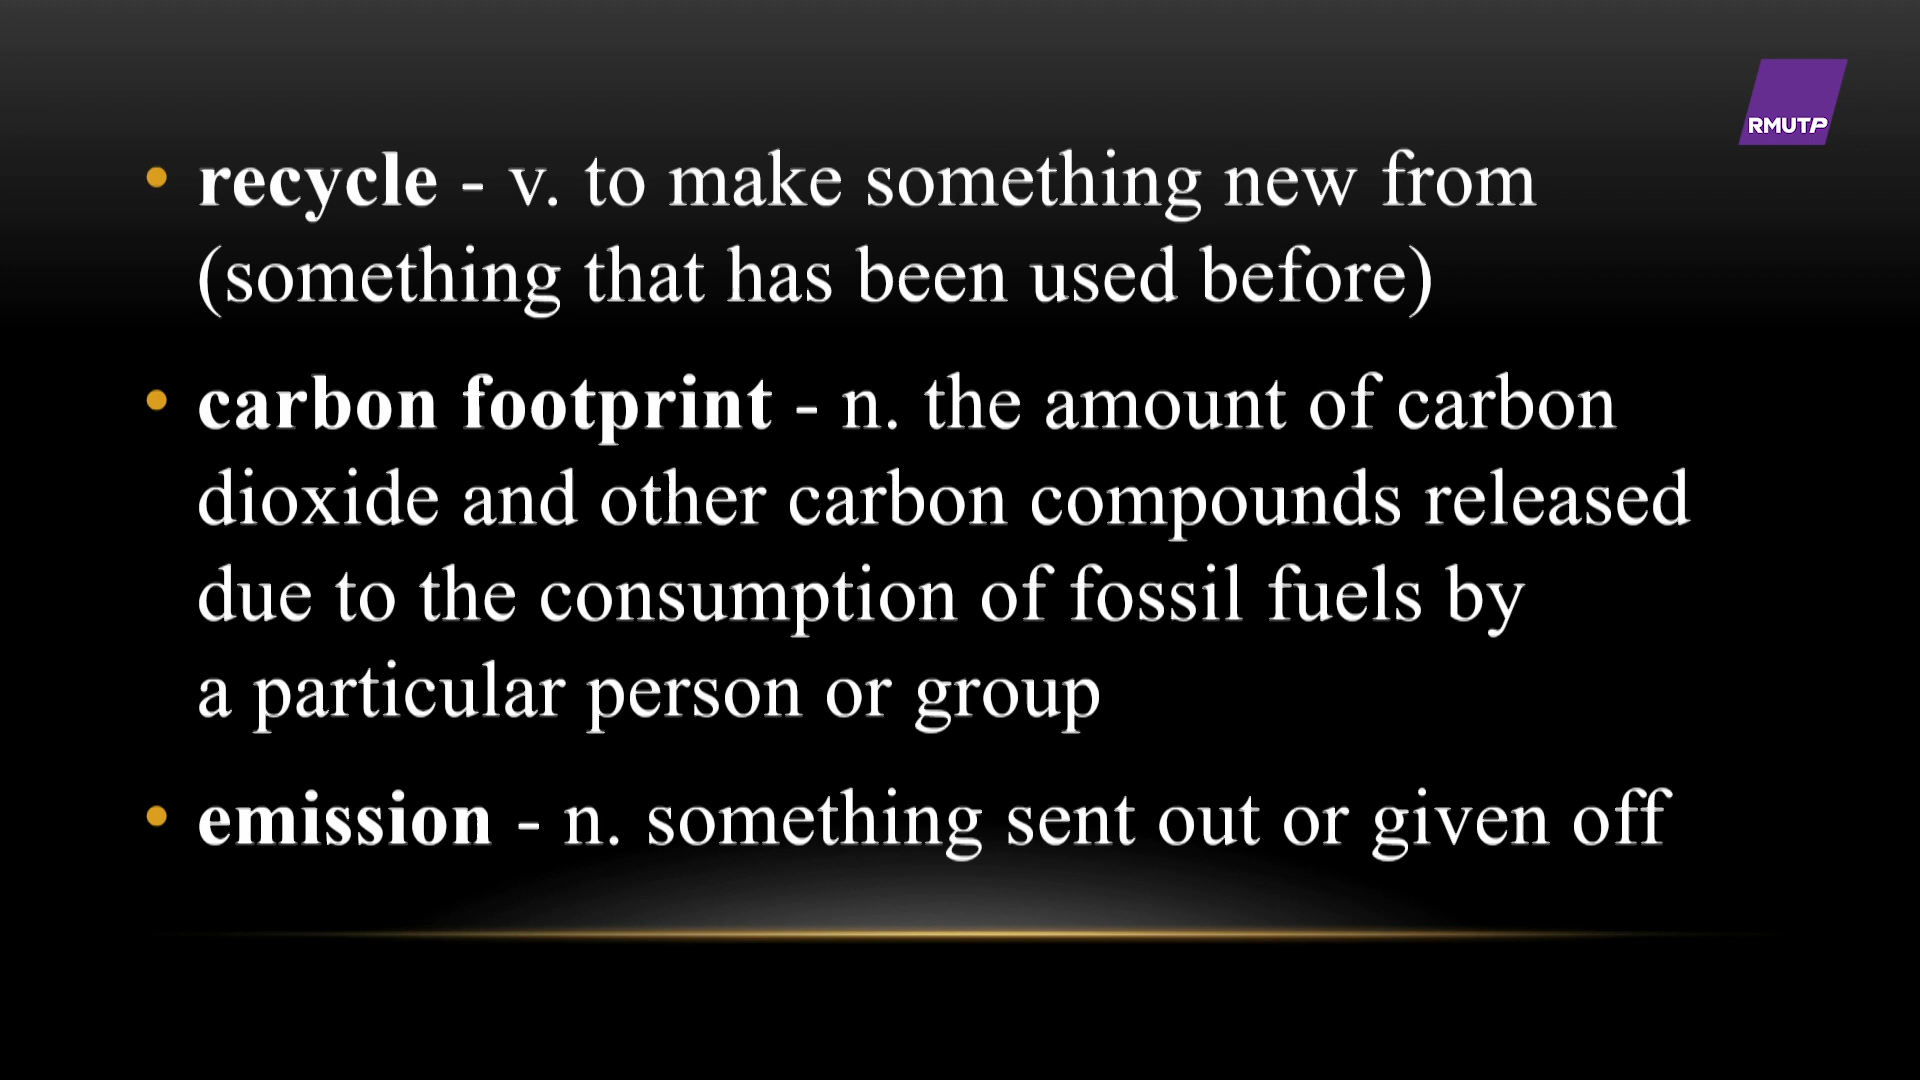 RMUTP
• recycle - v. to make something new from
(something that has been used before)
• carbon footprint - n. the amount of carbon
dioxide and other carbon compounds released
due to the consumption of fossil fuels by
a particular person or group
• emission - n. something sent out or given off